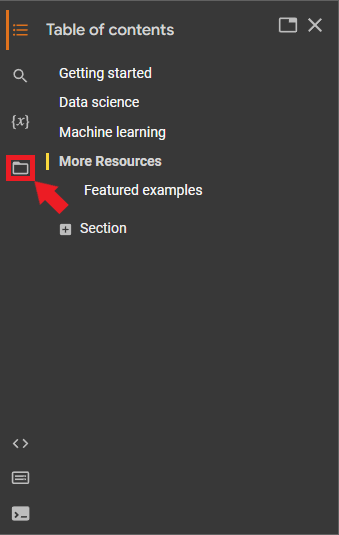 Table of contents
Getting started
Data science
{x}
Machine learning
More Resources
Featured examples
Section